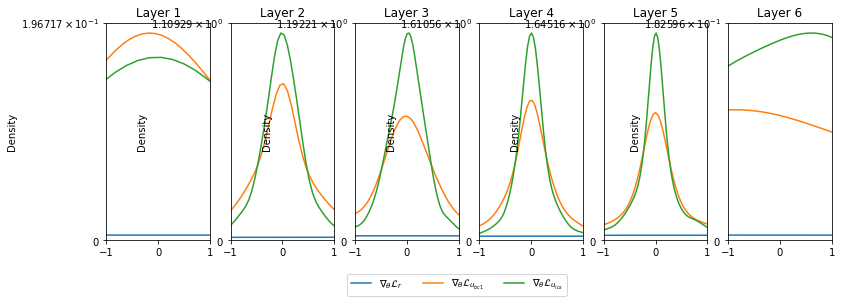 Layer 1
Layer 2
Layer 3
Layer 4
Layer 5
Layer 6
1.96717 × 10⁻¹
1.10929 × 10⁰
1.19221 × 10⁰
1.61056 × 10⁰
1.64516 × 10⁰
1.82596 × 10⁻¹
Density
Density
Density
Density
Density
Density
0
0
0
0
0
0
−1 0 1
−1 0 1
−1 0 1
−1 0 1
−1 0 1
−1 0 1
∇θℒr ∇θℒu_bc1 ∇θℒu_ics